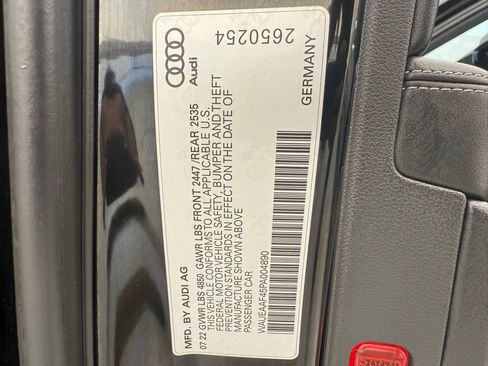 Audi
2650254
GERMANY
MFD. BY AUDI AG
07.22 GVWR LBS 4850 GAWR LBS FRONT 2447/REAR 2535
THIS VEHICLE CONFORMS TO ALL APPLICABLE U.S.
FEDERAL MOTOR VEHICLE SAFETY, BUMPER AND THEFT
PREVENTION STANDARDS IN EFFECT ON THE DATE OF
MANUFACTURE SHOWN ABOVE
PASSENGER CAR
WAUEAAF45PA004890